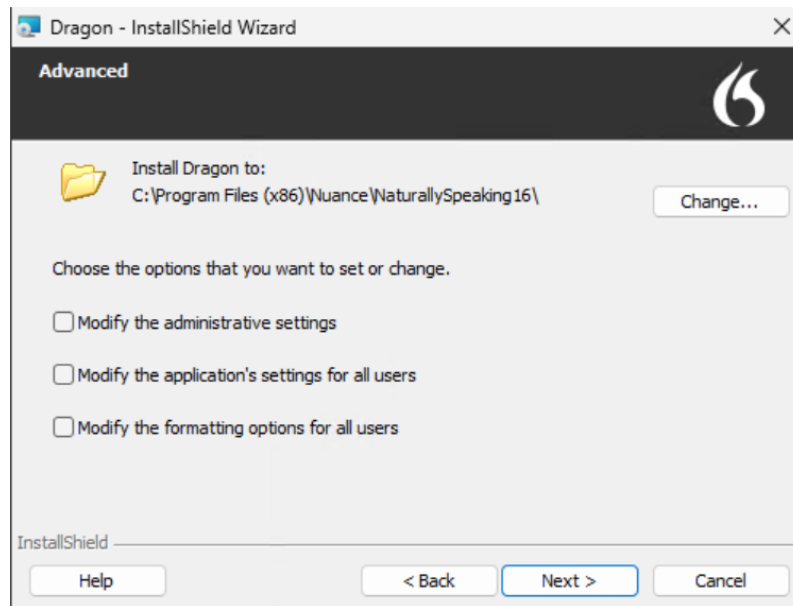 Dragon - InstallShield Wizard
Advanced
Install Dragon to:
C:\Program Files (x86)\Nuance\NaturallySpeaking16\
Change...
Choose the options that you want to set or change.
Modify the administrative settings
Modify the application's settings for all users
Modify the formatting options for all users
InstallShield
Help
< Back
Next >
Cancel